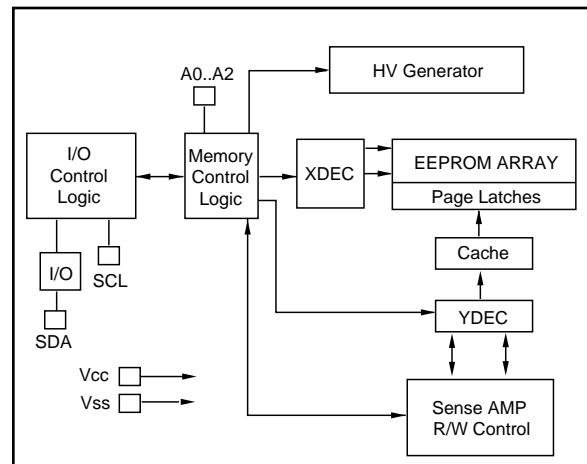 A0..A2
HV Generator
I/O
Control
Logic
Memory
Control
Logic
XDEC
EEPROM ARRAY
Page Latches
Cache
I/O
SCL
SDA
YDEC
Vcc
Vss
Sense AMP
R/W Control